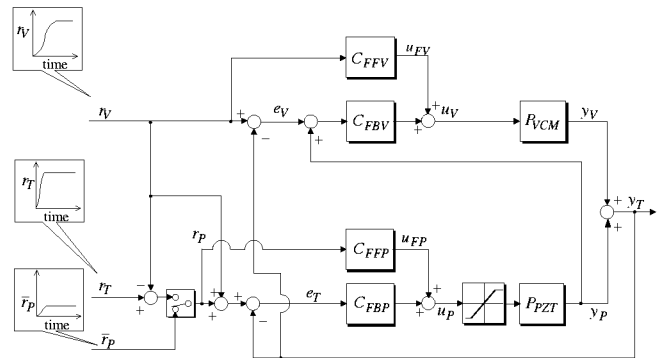 r_V
time
C_FFV
u_FV
r_V
+
e_V
−
+
+
C_FBV
+
+
u_V
P_VCM
y_V
r_T
time
+
+
y_T
r_P
C_FFP
u_FP
r̅_P
time
r_T
−
+
+
+
+
−
e_T
C_FBP
+
+
u_P
P_PZT
y_P
r̅_P